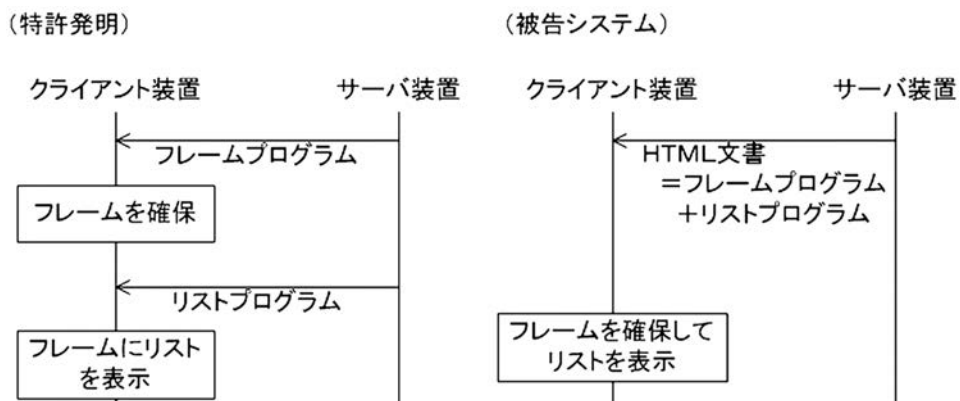 （特許発明）
クライアント装置
サーバ装置
フレームプログラム
フレームを確保
リストプログラム
フレームにリスト
を表示
（被告システム）
クライアント装置
サーバ装置
ＨＴＭＬ文書
＝フレームプログラム
＋リストプログラム
フレームを確保して
リストを表示